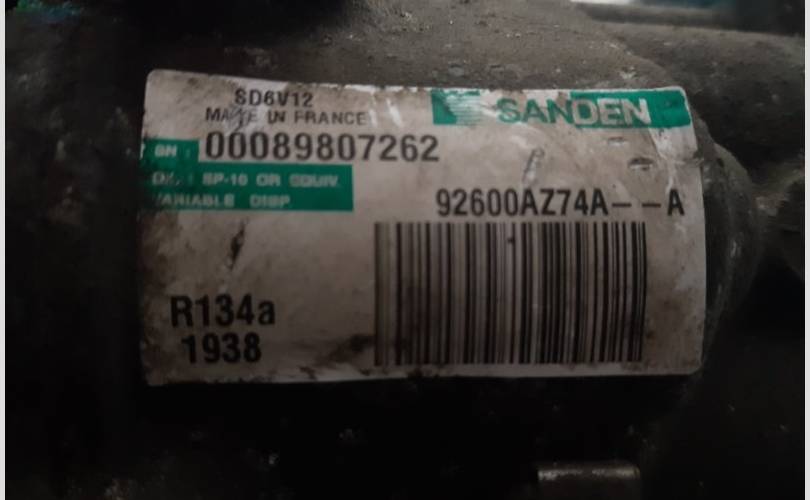 SD6V12
MADE IN FRANCE
SANDEN
SN : 00089807262
OIL : SP-10 OR EQUIV.
VARIABLE DISP.
92600AZ74A--A
R134a
1938